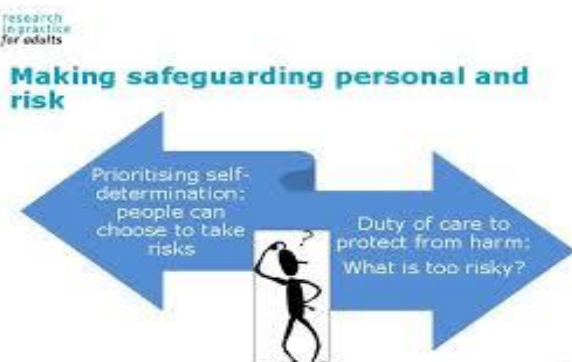 research
in practice
for adults
Making safeguarding personal and
risk
Prioritising self-
determination:
people can
choose to take
risks
Duty of care to
protect from harm:
What is too risky?
?